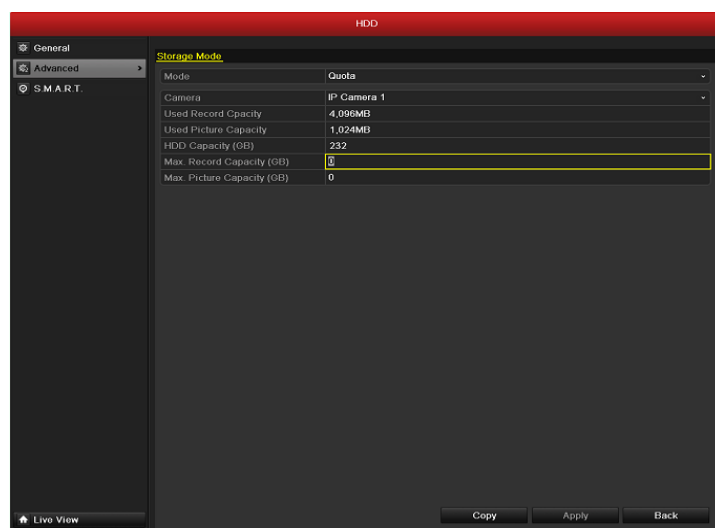 HDD
General
Advanced
S.M.A.R.T.
Storage Mode
Mode Quota
Camera IP Camera 1
Used Record Cpacity 4,096MB
Used Picture Capacity 1,024MB
HDD Capacity (GB) 232
Max. Record Capacity (GB) 0
Max. Picture Capacity (GB) 0
Live View
Copy Apply Back